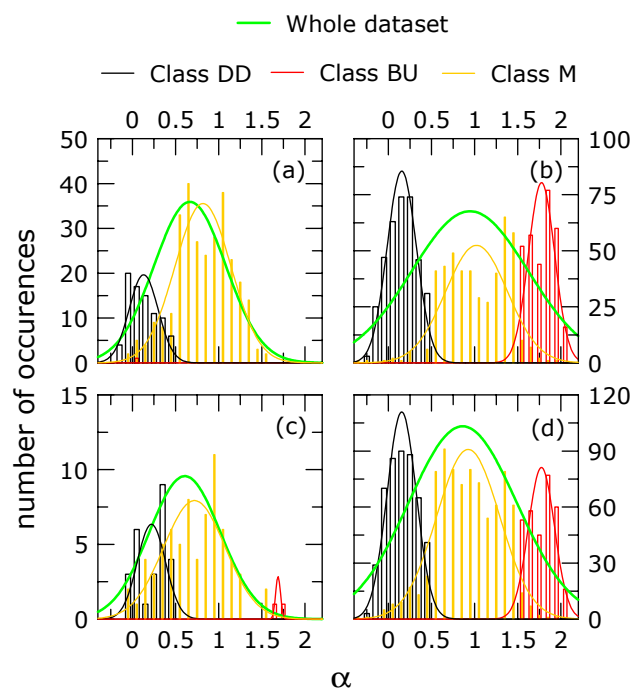 Whole dataset
Class DD Class BU Class M
0 0.5 1 1.5 2 0 0.5 1 1.5 2
50 (a) (b) 100
40 75
30 50
20
10 25
0 0
15 (c) (d) 120
10 90
60
5 30
0 0
0 0.5 1 1.5 2 0 0.5 1 1.5 2
number of occurences
α